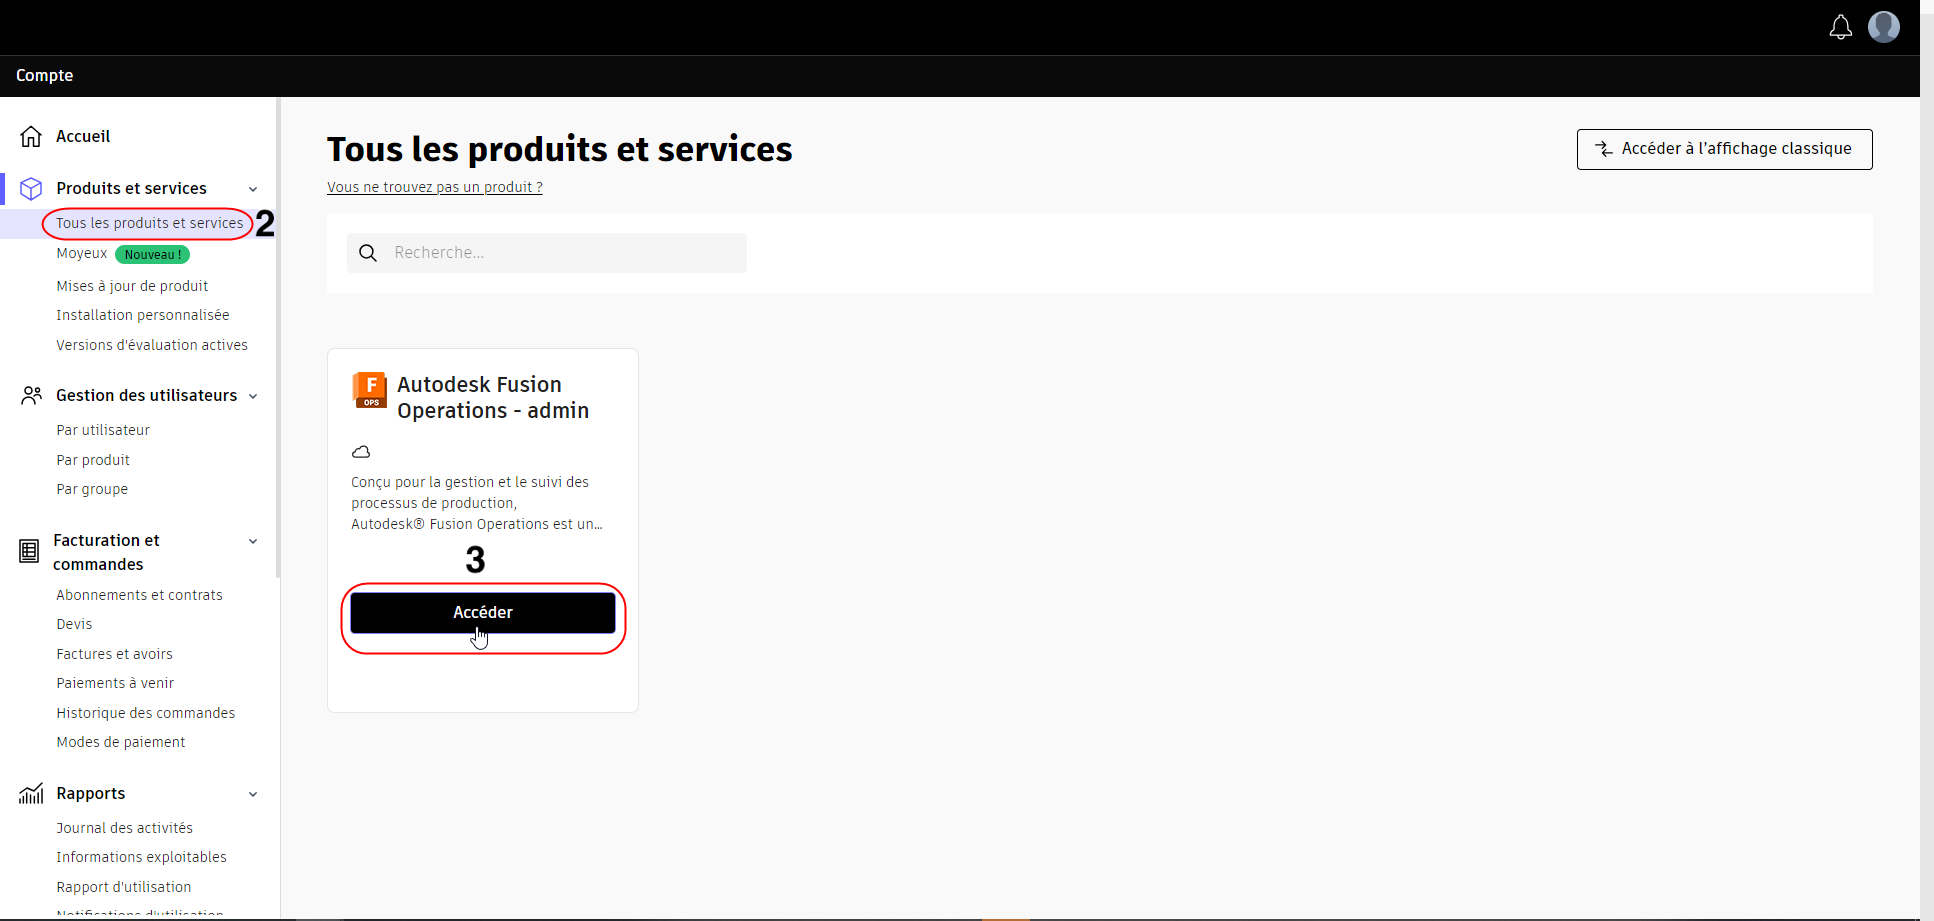 Compte
Accueil
Produits et services
Tous les produits et services
2
Moyeux Nouveau !
Mises à jour de produit
Installation personnalisée
Versions d'évaluation actives
Gestion des utilisateurs
Par utilisateur
Par produit
Par groupe
Facturation et
commandes
Abonnements et contrats
Devis
Factures et avoirs
Paiements à venir
Historique des commandes
Modes de paiement
Rapports
Journal des activités
Informations exploitables
Rapport d'utilisation
Notifications d'utilisation
Tous les produits et services
Accéder à l'affichage classique
Vous ne trouvez pas un produit ?
Recherche...
F
OPS
Autodesk Fusion
Operations - admin
Conçu pour la gestion et le suivi des
processus de production,
Autodesk® Fusion Operations est un...
3
Accéder